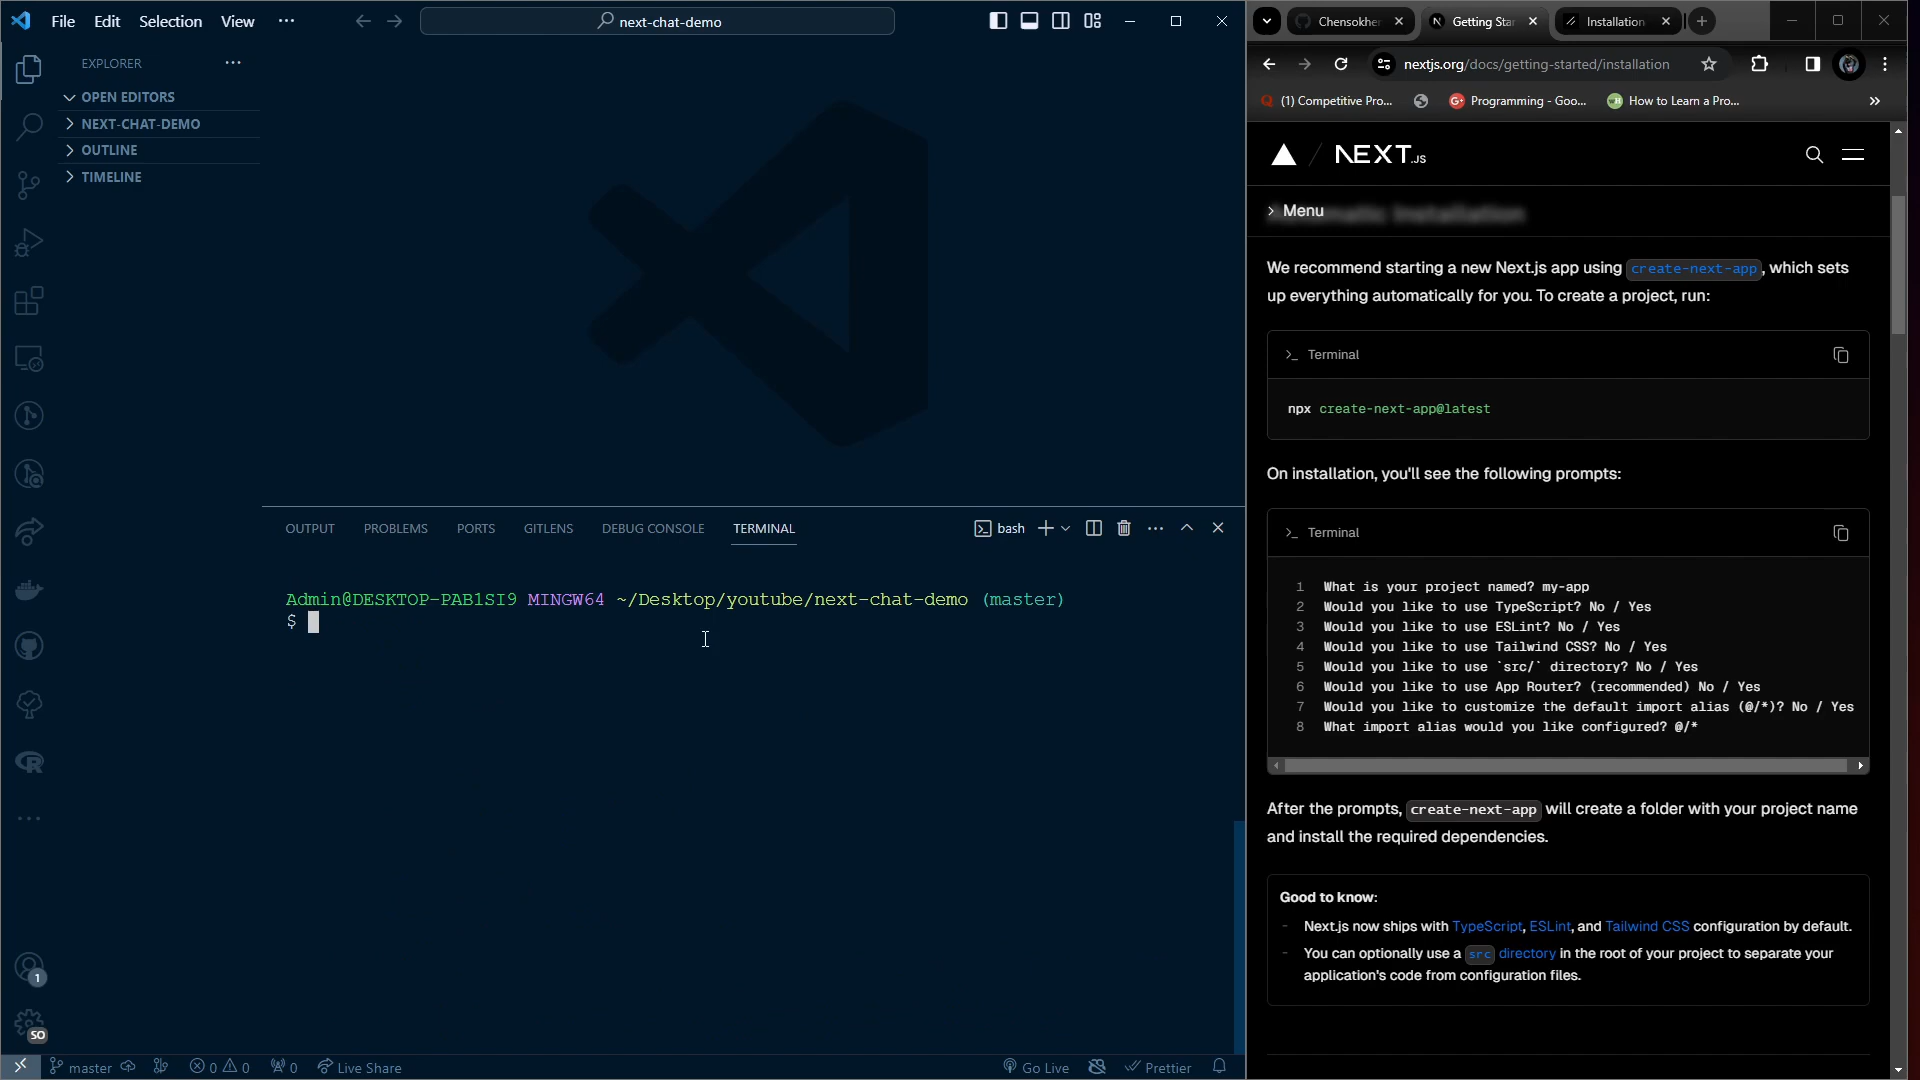 File Edit Selection View ···
next-chat-demo
EXPLORER
OPEN EDITORS
NEXT-CHAT-DEMO
OUTLINE
TIMELINE
OUTPUT PROBLEMS PORTS GITLENS DEBUG CONSOLE TERMINAL
bash
Admin@DESKTOP-PAB1SI9 MINGW64 ~/Desktop/youtube/next-chat-demo (master)
$
1
SO
master 0 0 0 Live Share
Go Live Prettier
Chensokhe Getting Star Installation
nextjs.org/docs/getting-started/installation
(1) Competitive Pro... Programming - Goo... How to Learn a Pro...
NEXT.JS
Menu
Automatic Installation
We recommend starting a new Next.js app using create-next-app, which sets
up everything automatically for you. To create a project, run:
Terminal
npx create-next-app@latest
On installation, you'll see the following prompts:
Terminal
1 What is your project named? my-app
2 Would you like to use TypeScript? No / Yes
3 Would you like to use ESLint? No / Yes
4 Would you like to use Tailwind CSS? No / Yes
5 Would you like to use `src/` directory? No / Yes
6 Would you like to use App Router? (recommended) No / Yes
7 Would you like to customize the default import alias (@/*)? No / Yes
8 What import alias would you like configured? @/*
After the prompts, create-next-app will create a folder with your project name
and install the required dependencies.
Good to know:
- Next.js now ships with TypeScript, ESLint, and Tailwind CSS configuration by default.
- You can optionally use a src directory in the root of your project to separate your
application's code from configuration files.